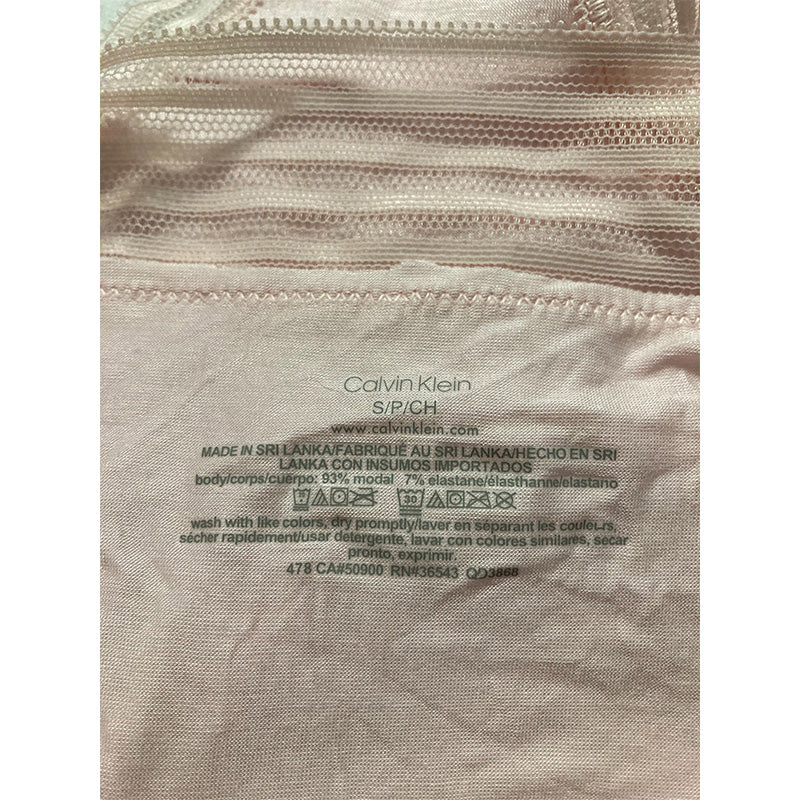 Calvin Klein
S/P/CH
www.calvinklein.com
MADE IN SRI LANKA/FABRIQUÉ AU SRI LANKA/HECHO EN SRI
LANKA CON INSUMOS IMPORTADOS
body/corps/cuerpo: 93% modal 7% elastane/élasthanne/elastano
30
wash with like colors, dry promptly/laver en séparant les couleurs,
sécher rapidement/usar detergente, lavar con colores similares, secar
pronto, exprimir.
478 CA#50900 RN#36543 QD3868